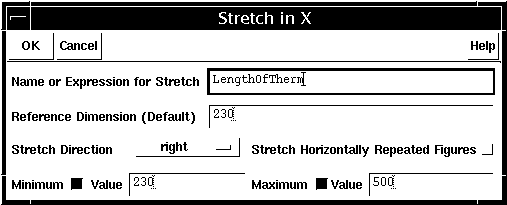 Stretch in X
OK Cancel Help
Name or Expression for Stretch LengthOfTherm
Reference Dimension (Default) 230
Stretch Direction right Stretch Horizontally Repeated Figures
Minimum Value 230 Maximum Value 500